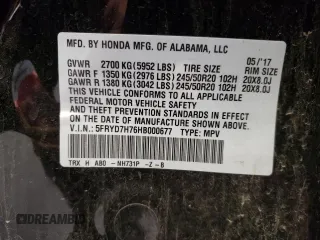 MFD. BY HONDA MFG. OF ALABAMA, LLC
05/'17
GVWR 2700 KG(5952 LBS) TIRE SIZE RIM SIZE
GAWR F 1350 KG(2976 LBS)245/50R20 102H 20X8.0J
GAWR R 1380 KG(3042 LBS)245/50R20 102H 20X8.0J
THIS VEHICLE CONFORMS TO ALL APPLICABLE
FEDERAL MOTOR VEHICLE SAFETY AND
THEFT PREVENTION STANDARDS IN EFFECT ON
THE DATE OF MANUFACTURE SHOWN ABOVE.
V.I.N: 5FRYD7H76HB000677 TYPE: MPV
TRX H AB0 -NH731P -Z-B